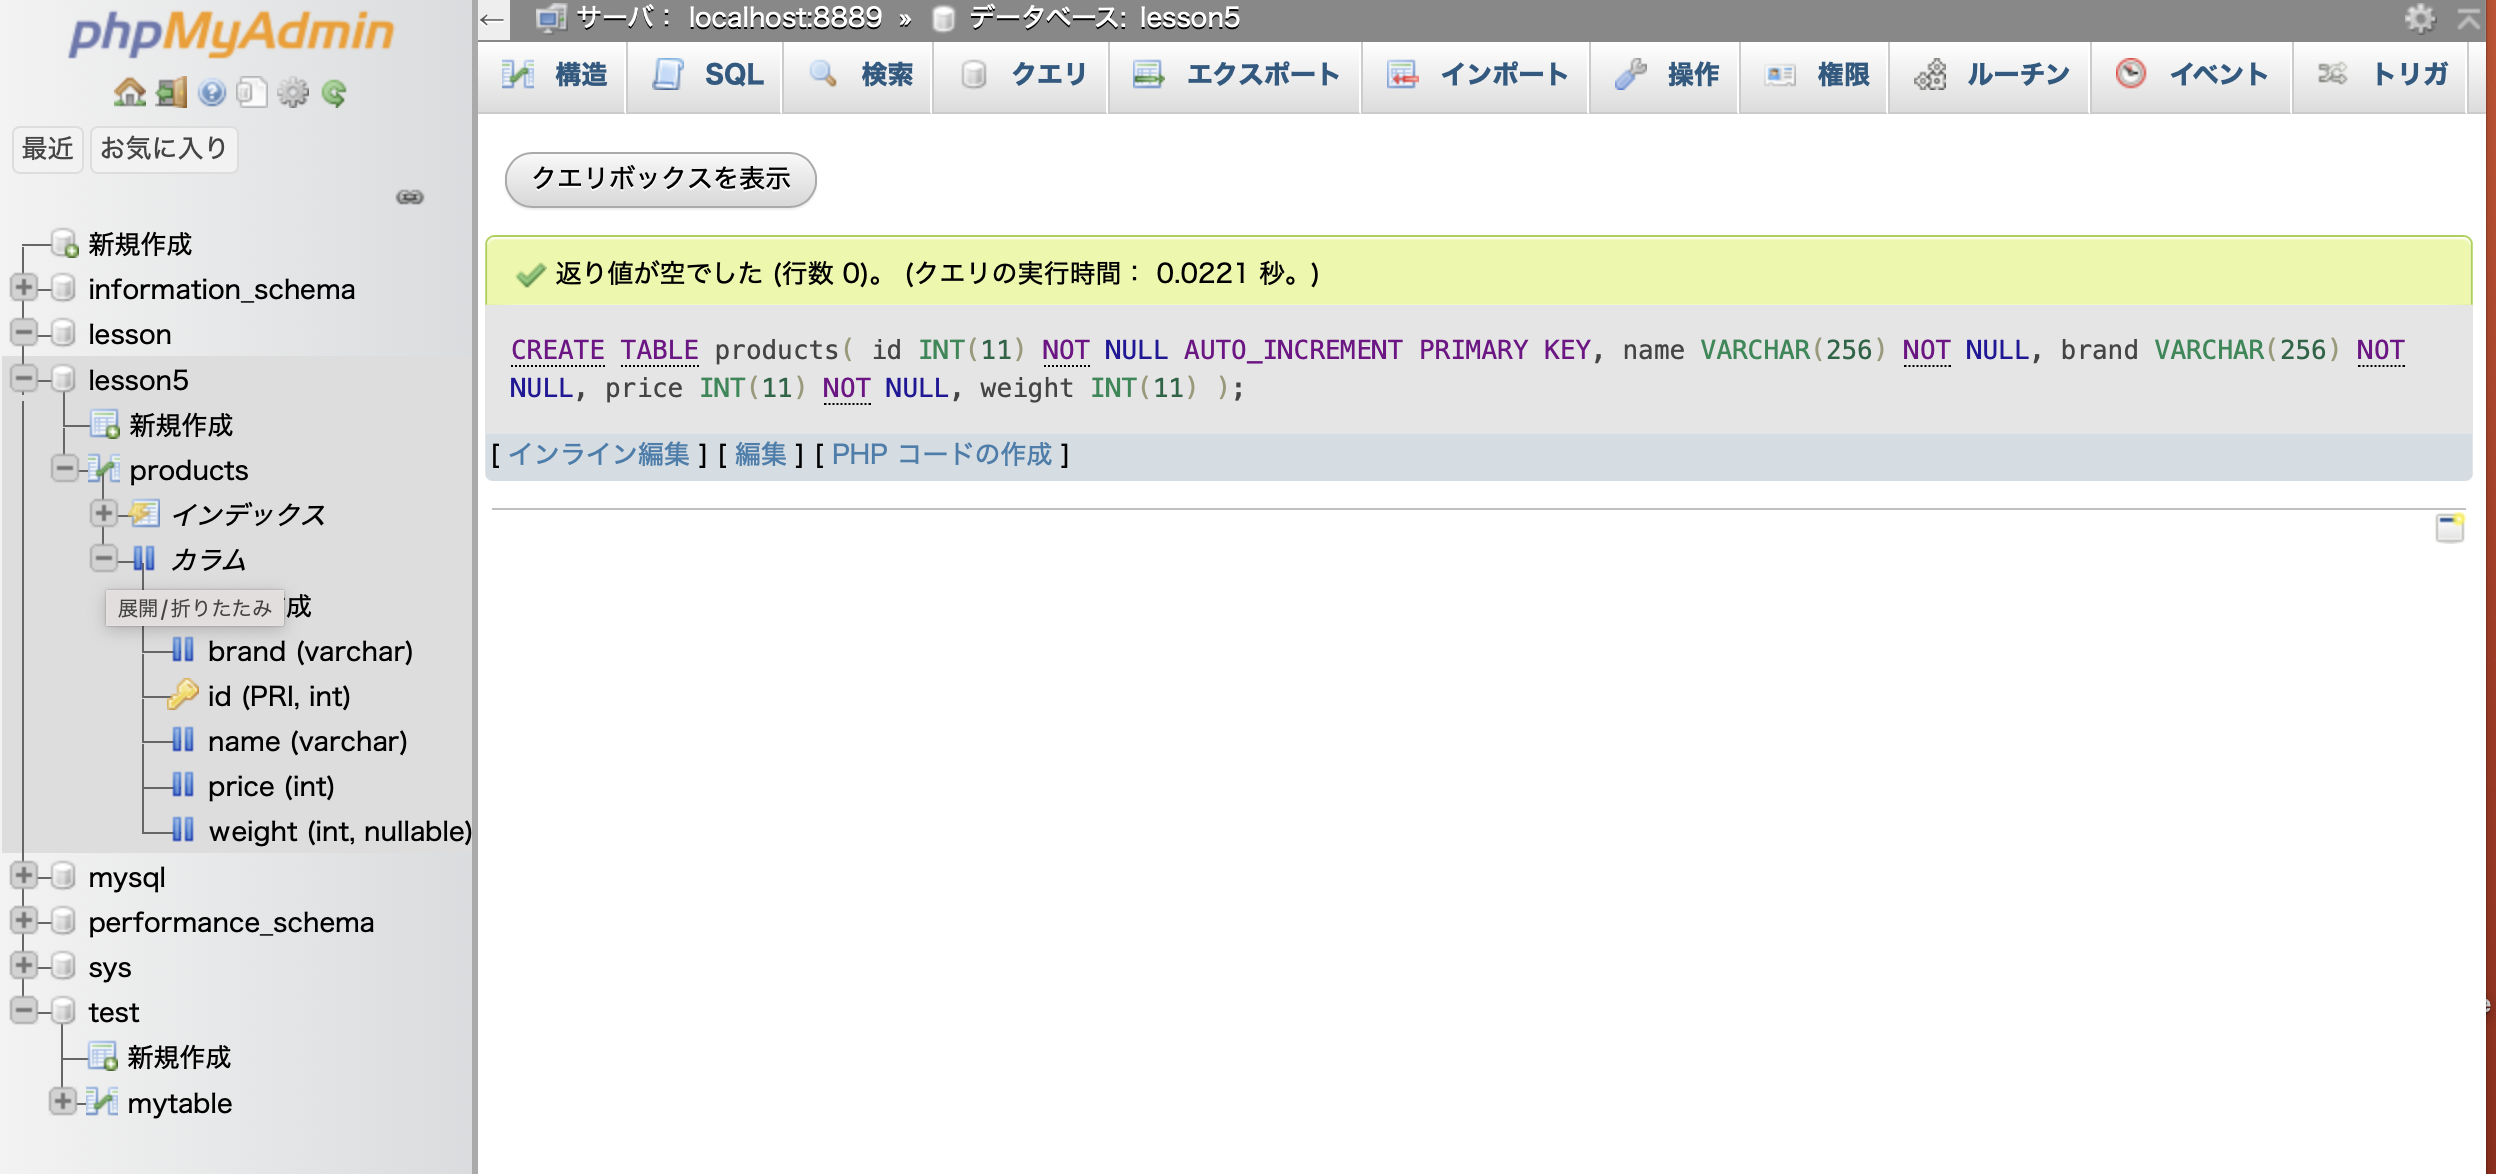 phpMyAdmin
最近 お気に入り
新規作成
information_schema
lesson
lesson5
新規作成
products
インデックス
カラム
展開/折りたたみ 成
brand (varchar)
id (PRI, int)
name (varchar)
price (int)
weight (int, nullable)
mysql
performance_schema
sys
test
新規作成
mytable
← サーバ： localhost:8889 » データベース: lesson5
構造 SQL 検索 クエリ エクスポート インポート 操作 権限 ルーチン イベント トリガ
クエリボックスを表示
返り値が空でした (行数 0)。 (クエリの実行時間： 0.0221 秒。)
CREATE TABLE products( id INT(11) NOT NULL AUTO_INCREMENT PRIMARY KEY, name VARCHAR(256) NOT NULL, brand VARCHAR(256) NOT
NULL, price INT(11) NOT NULL, weight INT(11) );
[ インライン編集 ] [ 編集 ] [ PHP コードの作成 ]